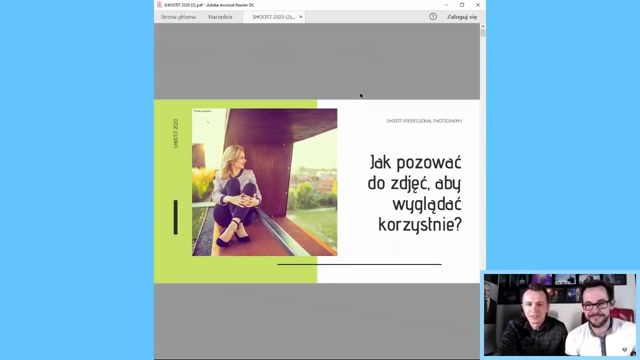 SHOOTIT 2020 (2).pdf - Adobe Acrobat Reader DC
Strona główna
Narzędzia
SHOOTIT 2020 (2)...
Zaloguj się
SHOOTIT 2020
SHOOTIT PROFESSIONAL PHOTOGRAPHY
Jak pozować
do zdjęć, aby
wyglądać
korzystnie?